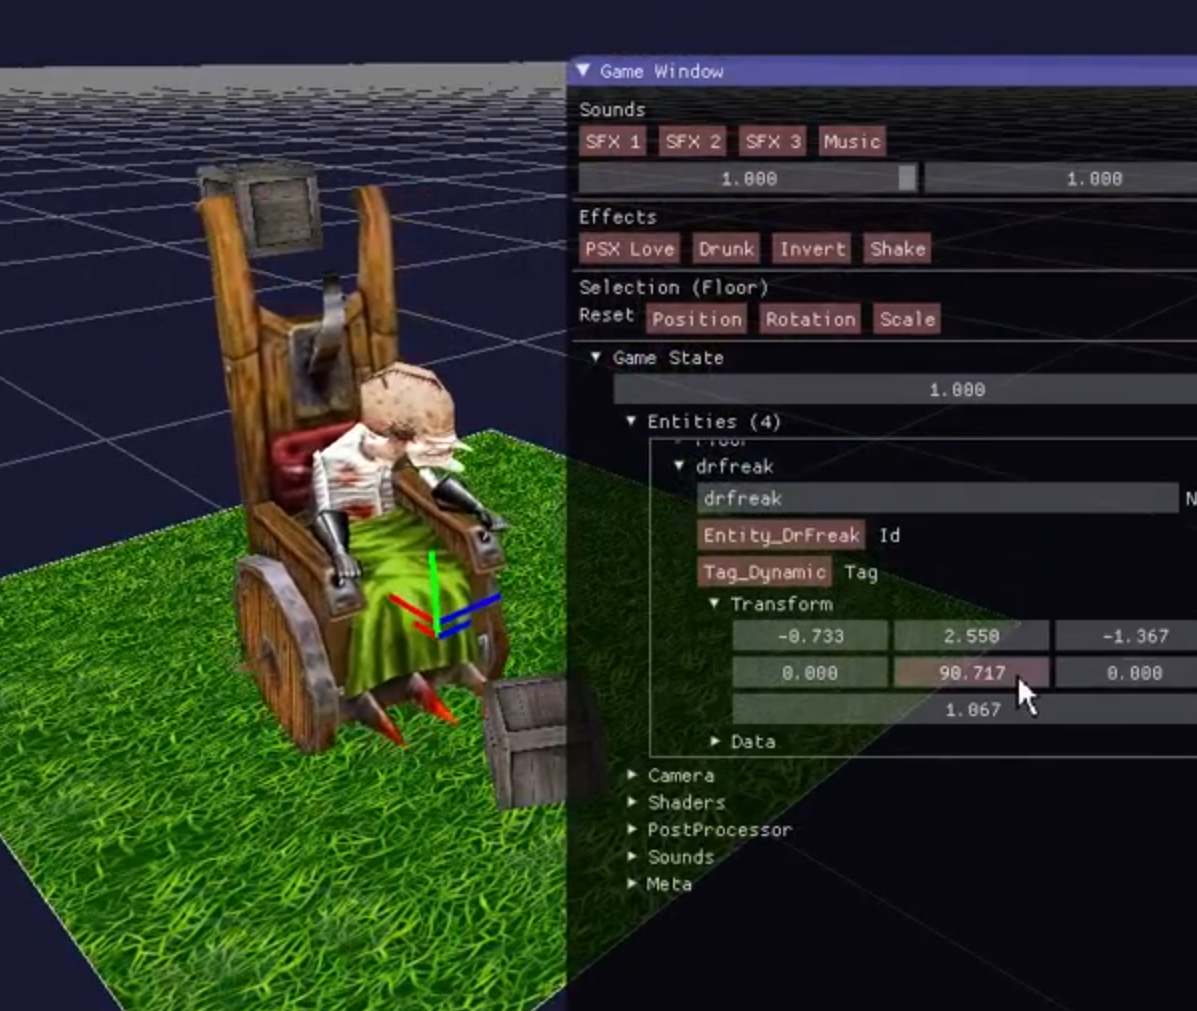 Game Window
Sounds
SFX 1 SFX 2 SFX 3 Music
1.000 1.000
Effects
PSX Love Drunk Invert Shake
Selection (Floor)
Reset Position Rotation Scale
Game State
1.000
Entities (4)
Floor
drfreak
drfreak N
Entity_DrFreak Id
Tag_Dynamic Tag
Transform
-0.733 2.550 -1.367
0.000 90.717 0.000
1.067
Data
Camera
Shaders
PostProcessor
Sounds
Meta